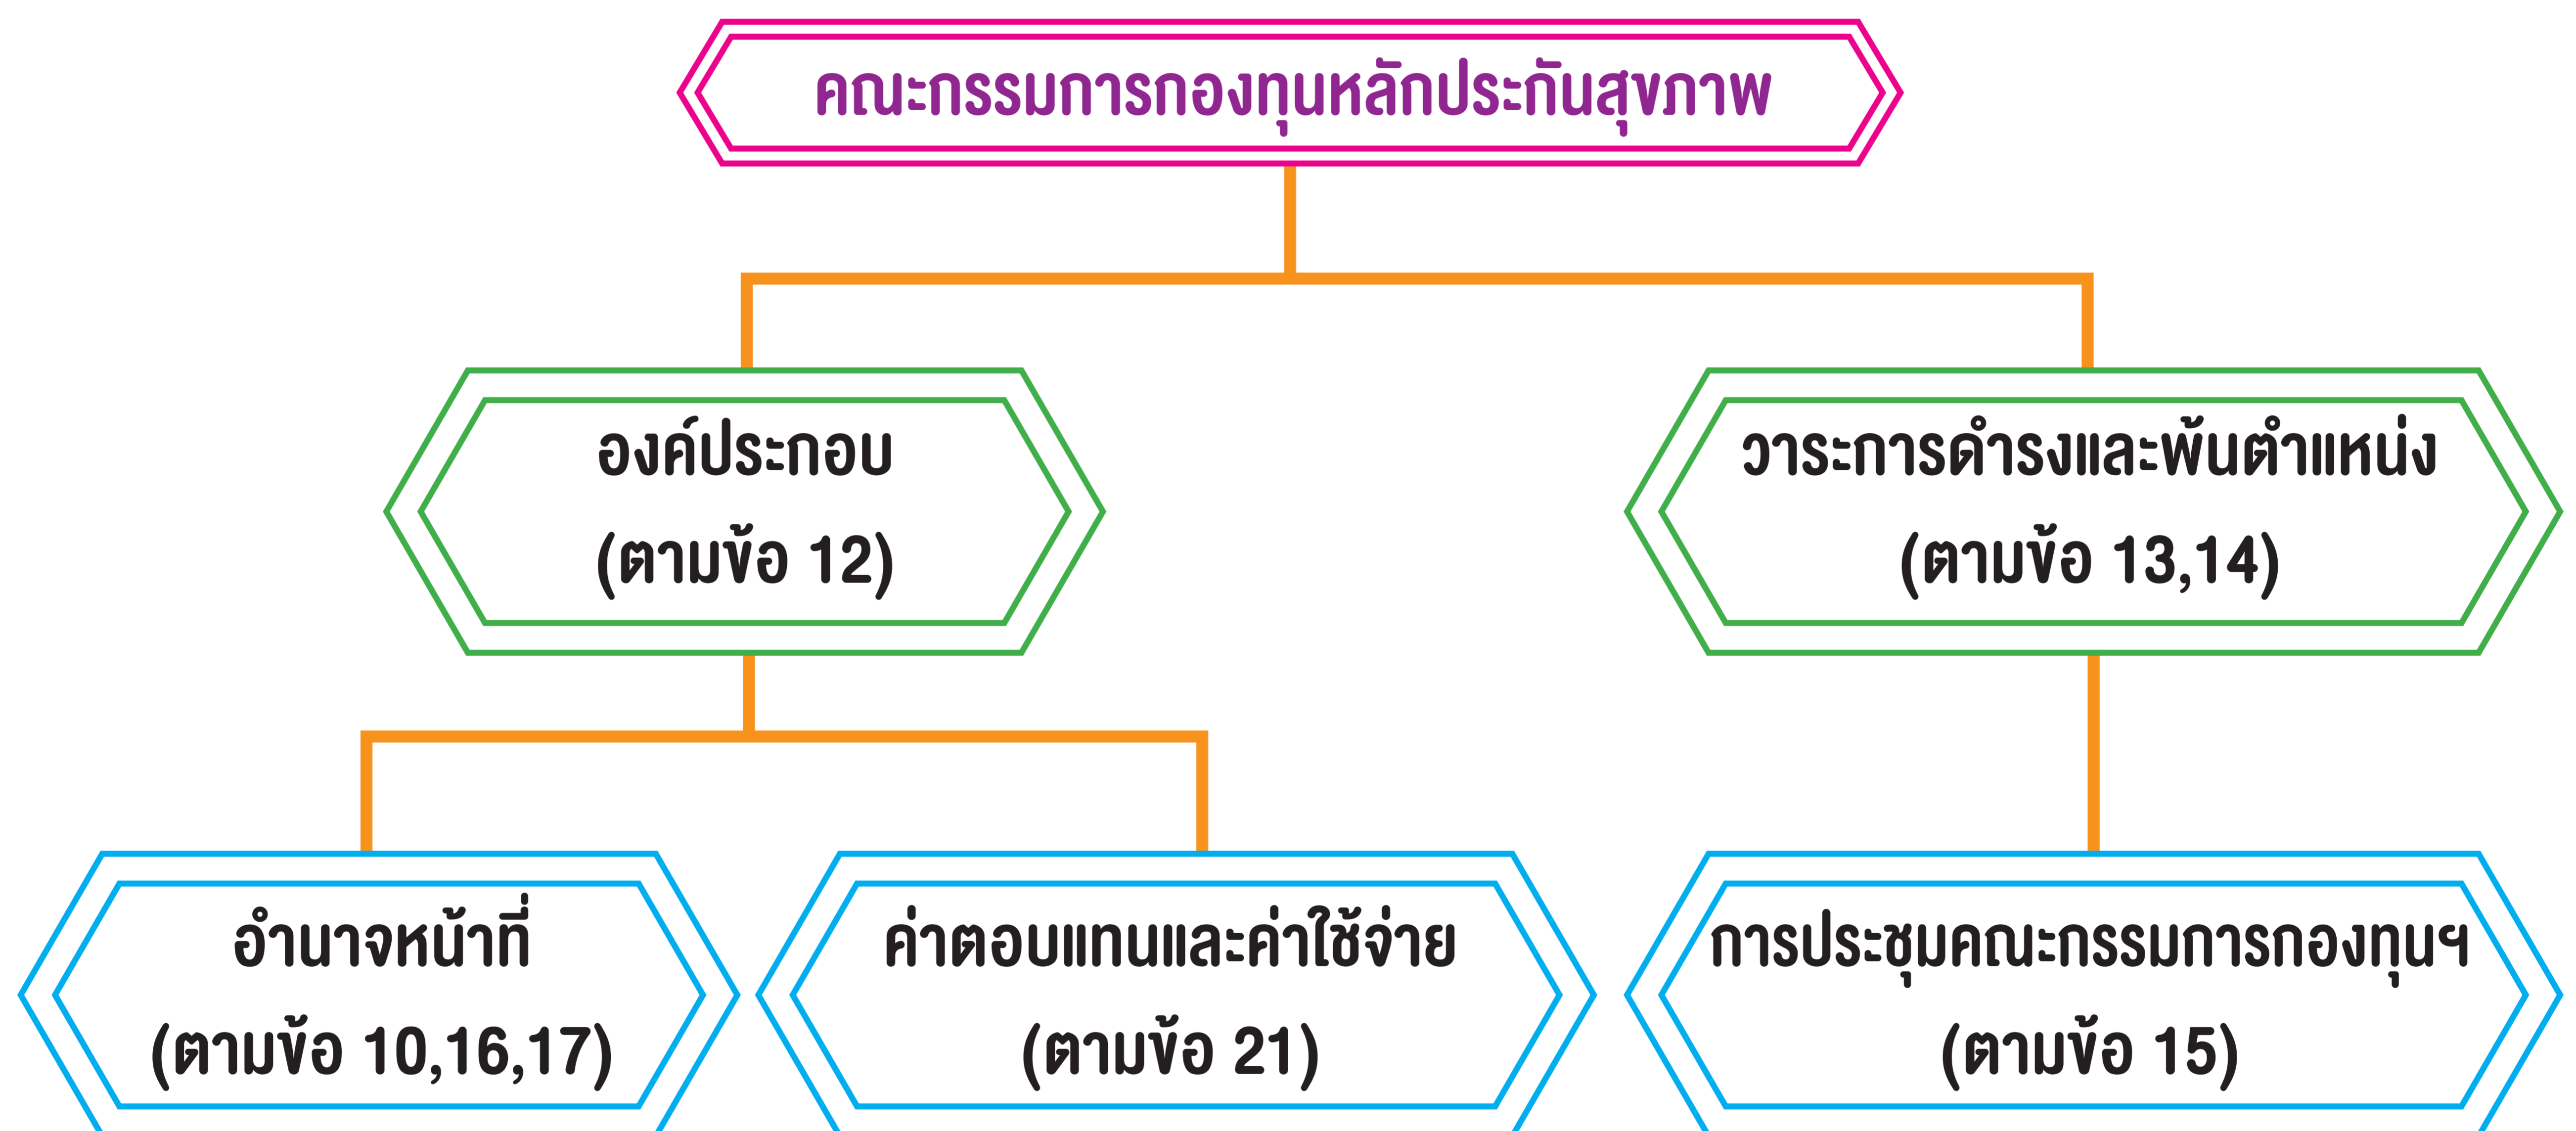 คณะกรรมการกองทุนหลักประกันสุขภาพ
องค์ประกอบ
(ตามข้อ 12)
วาระการดำรงและพ้นตำแหน่ง
(ตามข้อ 13,14)
อำนาจหน้าที่
(ตามข้อ 10,16,17)
ค่าตอบแทนและค่าใช้จ่าย
(ตามข้อ 21)
การประชุมคณะกรรมการกองทุนฯ
(ตามข้อ 15)